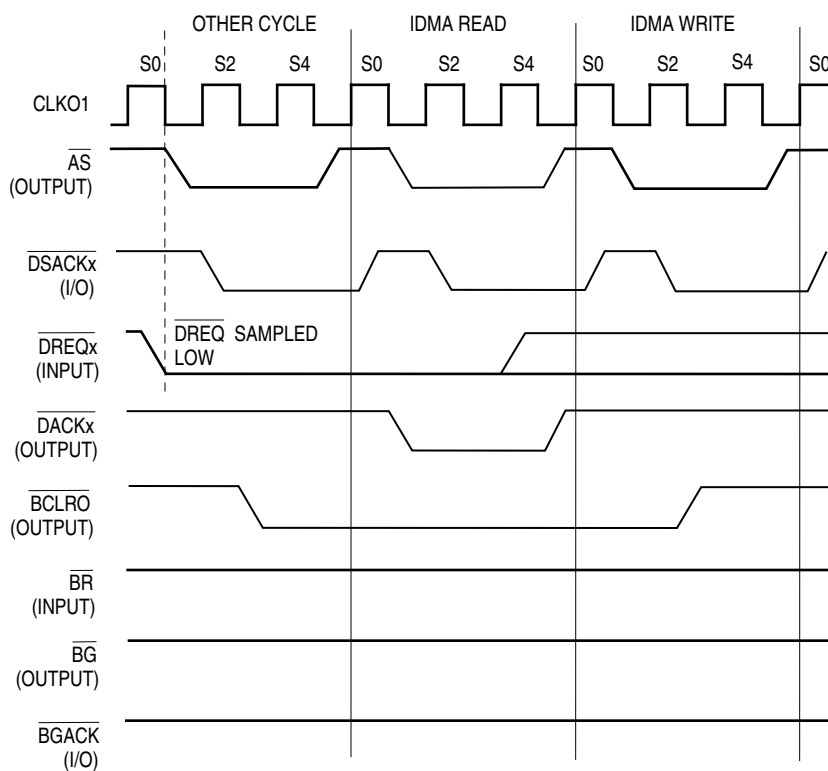 OTHER CYCLE IDMA READ IDMA WRITE
S0 S2 S4 S0 S2 S4 S0 S2 S4 S0
CLKO1
AS
(OUTPUT)
DSACKx
(I/O)
DREQx
(INPUT)
DREQ SAMPLED
LOW
DACKx
(OUTPUT)
BCLRO
(OUTPUT)
BR
(INPUT)
BG
(OUTPUT)
BGACK
(I/O)